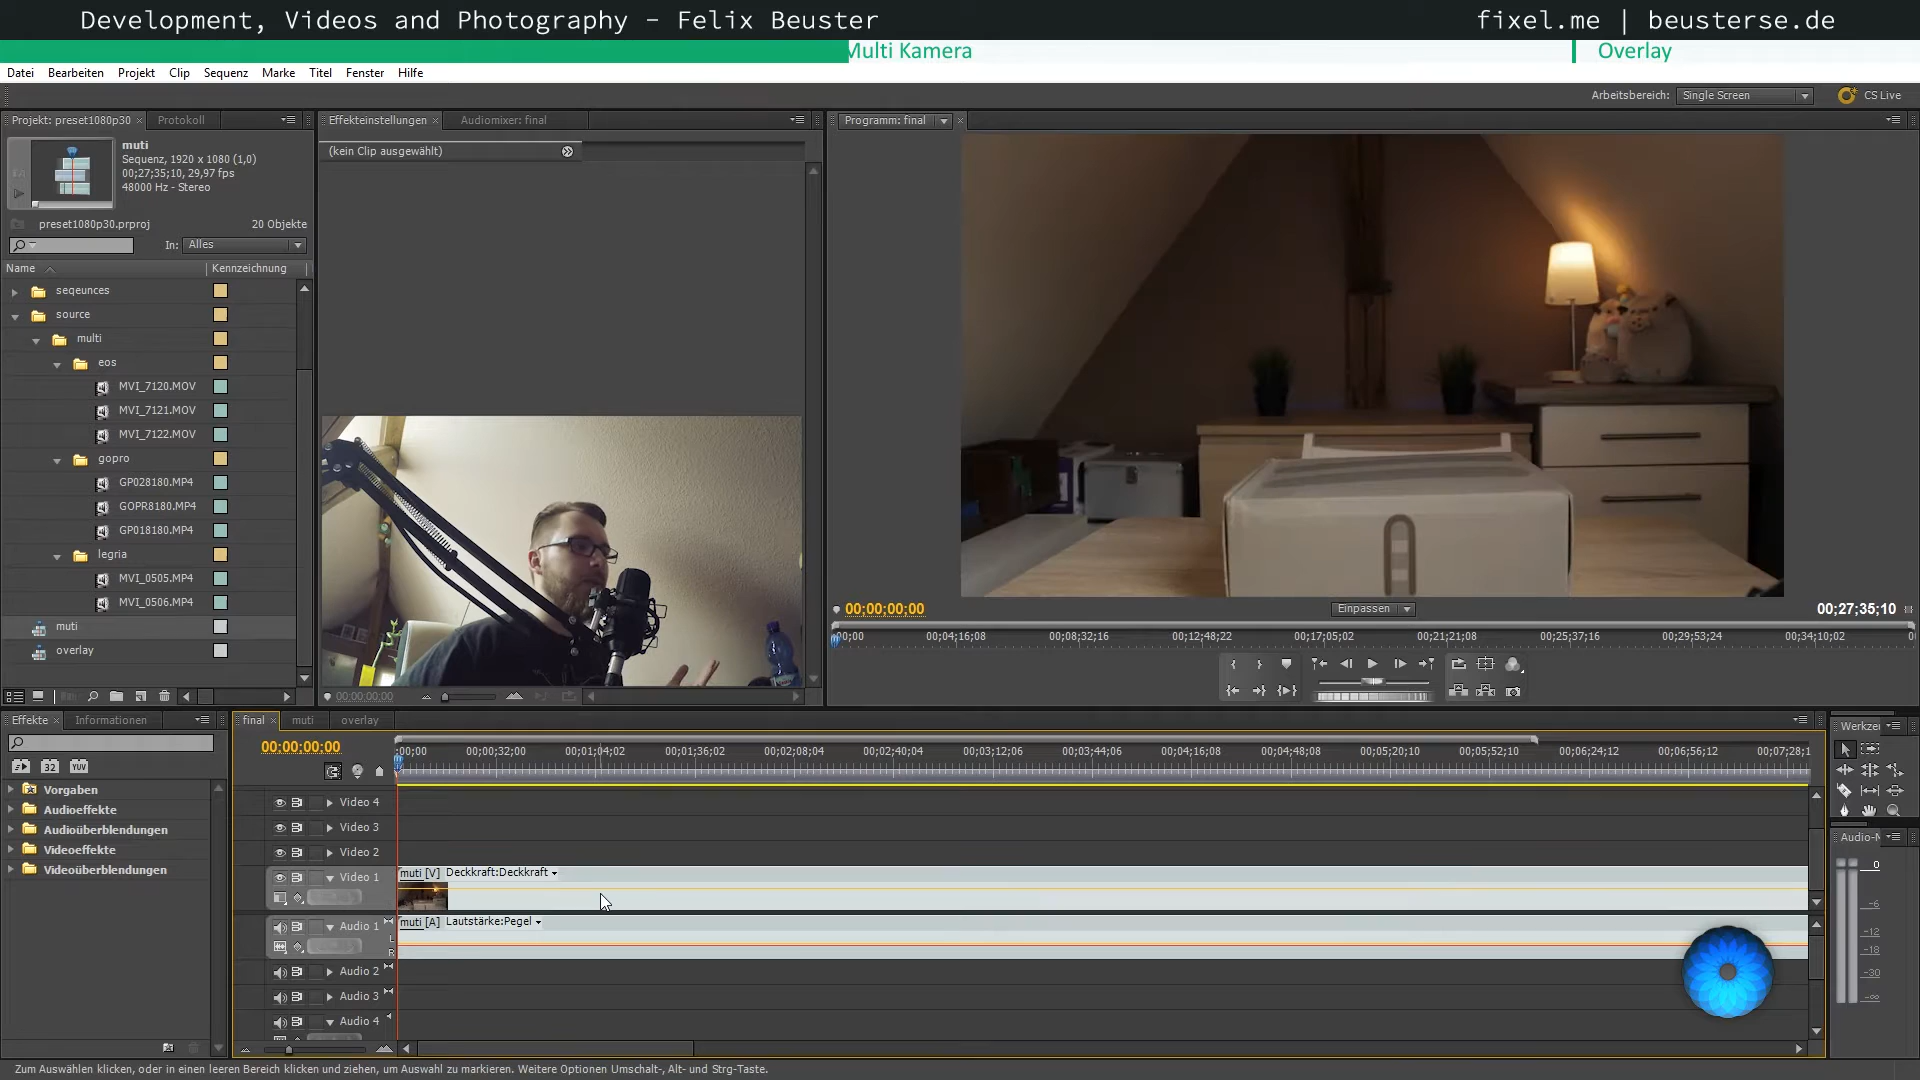 Development, Videos and Photography - Felix Beuster
fixel.me | beusterse.de
Multi Kamera
Overlay
Datei Bearbeiten Projekt Clip Sequenz Marke Titel Fenster Hilfe
Arbeitsbereich: Single Screen
CS Live
Projekt: preset1080p30
Protokoll
Effekteinstellungen
Audiomixer: final
Programm: final
muti
Sequenz, 1920 x 1080 (1,0)
00;27;35;10, 29,97 fps
48000 Hz - Stereo
(kein Clip ausgewählt)
preset1080p30.prproj
20 Objekte
In: Alles
Name
Kennzeichnung
seqeunces
source
multi
eos
MVI_7120.MOV
MVI_7121.MOV
MVI_7122.MOV
gopro
GP028180.MP4
GOPR8180.MP4
GP018180.MP4
legria
MVI_0505.MP4
MVI_0506.MP4
muti
overlay
00;00;00;00
00;00;00;00
Einpassen
00;27;35;10
00;00 00;04;16;08 00;08;32;16 00;12;48;22 00;17;05;02 00;21;21;08 00;25;37;16 00;29;53;24 00;34;10;02
Effekte
Informationen
final
muti
overlay
Werkze
00;00;00;00
;00;00 00;00;32;00 00;01;04;02 00;01;36;02 00;02;08;04 00;02;40;04 00;03;12;06 00;03;44;06 00;04;16;08 00;04;48;08 00;05;20;10 00;05;52;10 00;06;24;12 00;06;56;12 00;07;28;1
32
YUV
Vorgaben
Audioeffekte
Audioüberblendungen
Videoeffekte
Videoüberblendungen
Video 4
Video 3
Video 2
Video 1
muti [V] Deckkraft:Deckkraft
Audio 1
L
R
muti [A] Lautstärke:Pegel
Audio 2
Audio 3
Audio 4
Audio-M
0
-6
-12
-18
-30
-∞
Zum Auswählen klicken, oder in einen leeren Bereich klicken und ziehen, um Auswahl zu markieren. Weitere Optionen Umschalt-, Alt- und Strg-Taste.